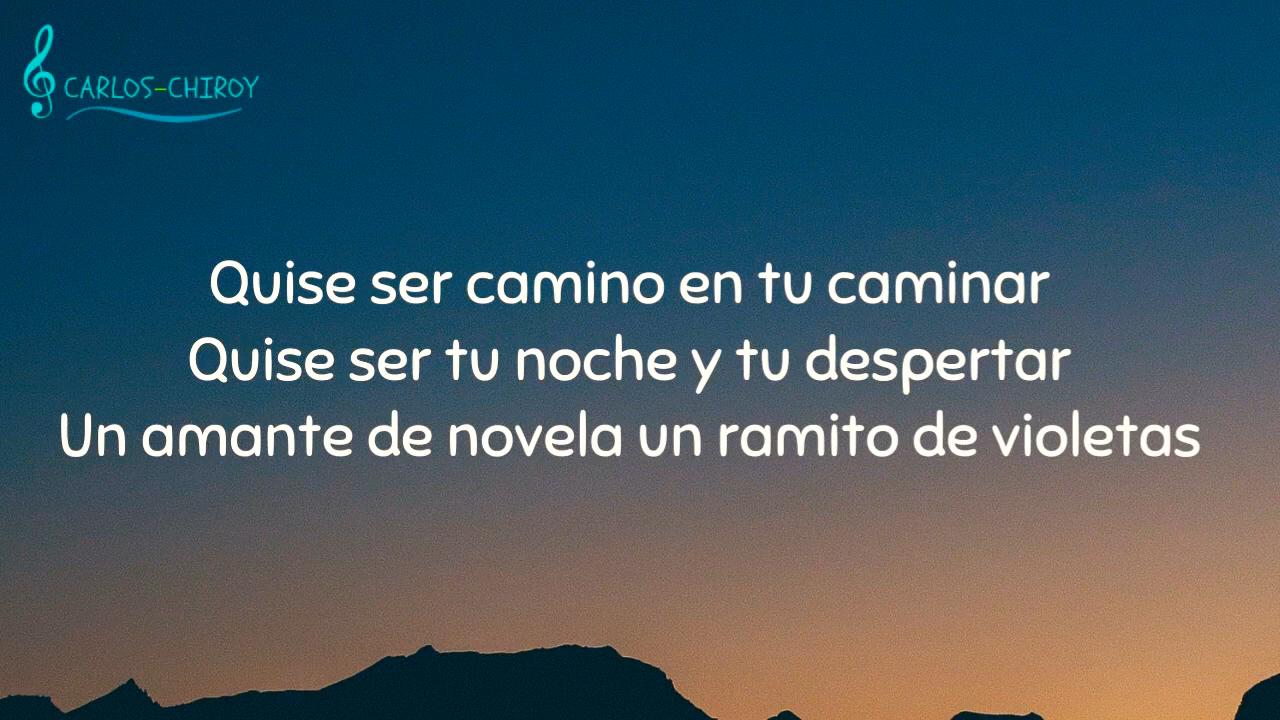 CARLOS-CHIROY
Quise ser camino en tu caminar
Quise ser tu noche y tu despertar
Un amante de novela un ramito de violetas